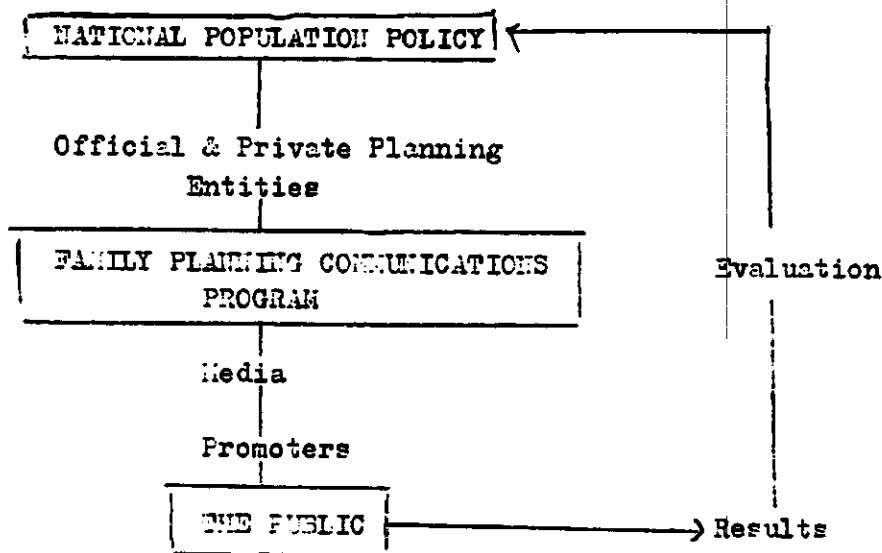 NATIONAL POPULATION POLICY
Official & Private Planning
Entities
FAMILY PLANNING COMMUNICATIONS
PROGRAM
Evaluation
Media
Promoters
THE PUBLIC
Results